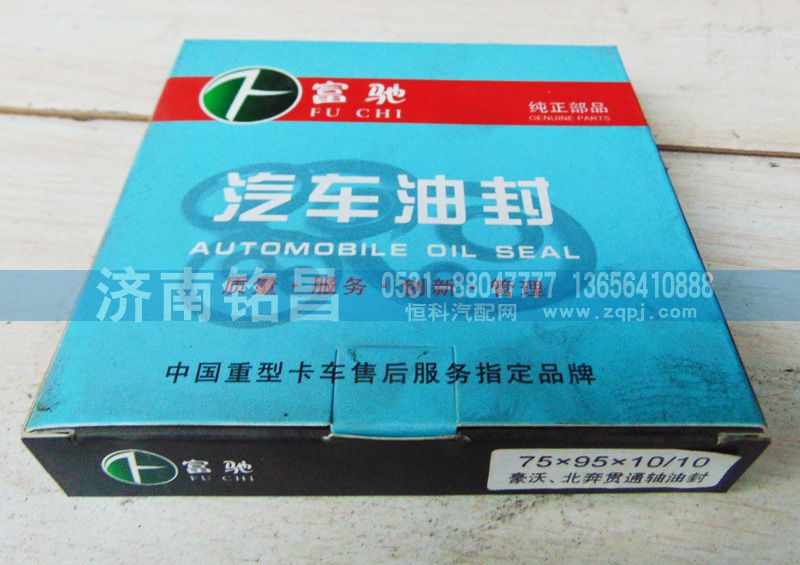 富驰
FU CHI
纯正部品
GENUINE PARTS
汽车油封
AUTOMOBILE OIL SEAL
质量·服务·创新·管理
济南铭昌 0531-88047777 13656410888
恒科汽配网 www.zqpj.com
中国重型卡车售后服务指定品牌
富驰
FU CHI
75×95×10/10
豪沃、北奔贯通轴油封